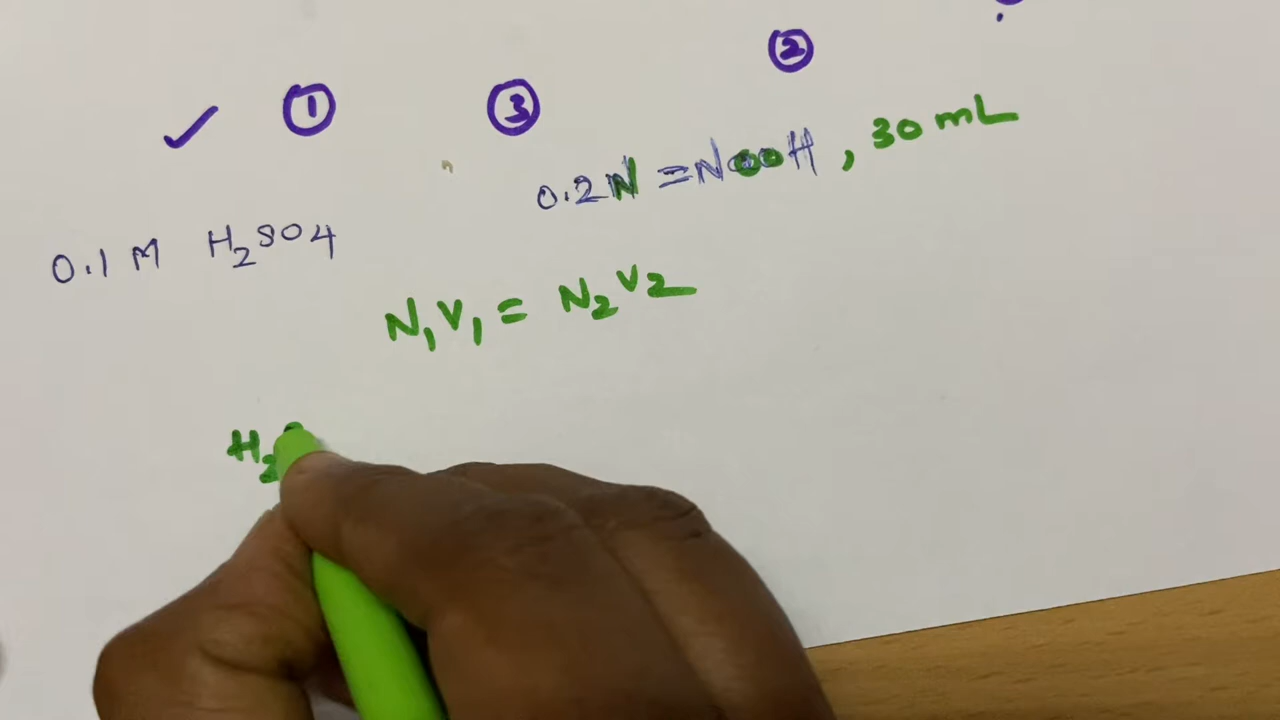 ✓ ① ③ ②
0.2N = NaOH, 30 mL
0.1 M H₂SO4
N₁V₁ = N₂V₂
H₂